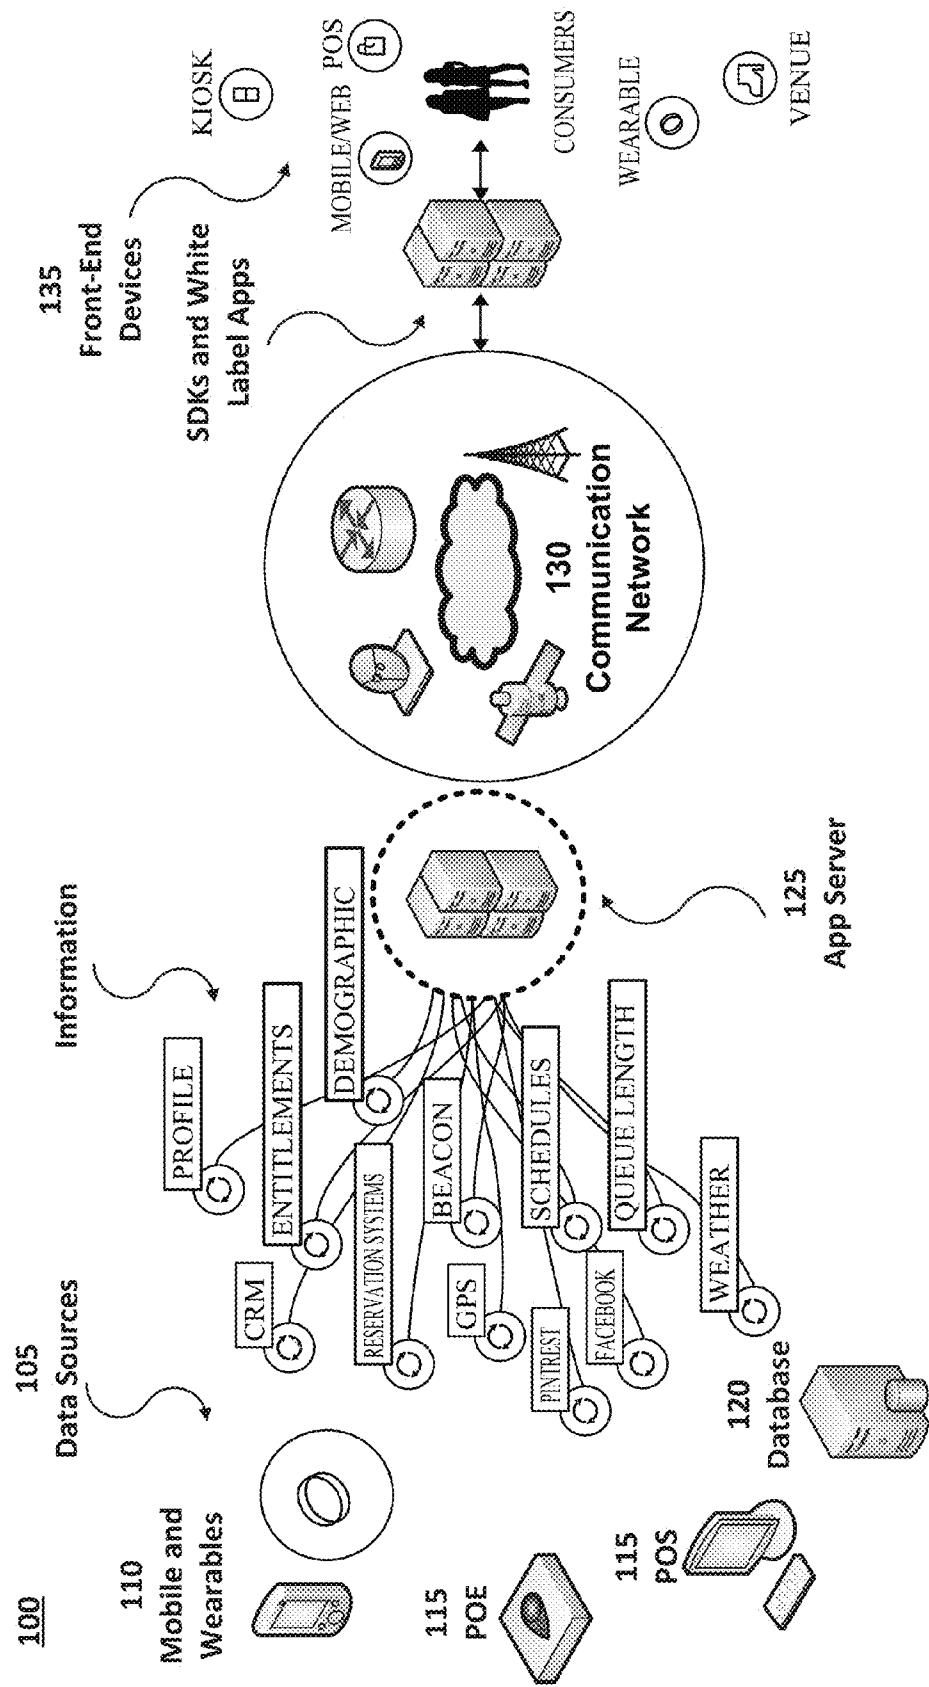 100
105
Data Sources
Information
135
Front-End
Devices
SDKs and White
Label Apps
110
Mobile and
Wearables
115
POE
115
POS
120
Database
PROFILE
ENTITLEMENTS
DEMOGRAPHIC
CRM
RESERVATION SYSTEMS
BEACON
GPS
SCHEDULES
PINTREST
FACEBOOK
QUEUE LENGTH
WEATHER
125
App Server
130
Communication
Network
KIOSK
MOBILE/WEB
POS
CONSUMERS
WEARABLE
VENUE